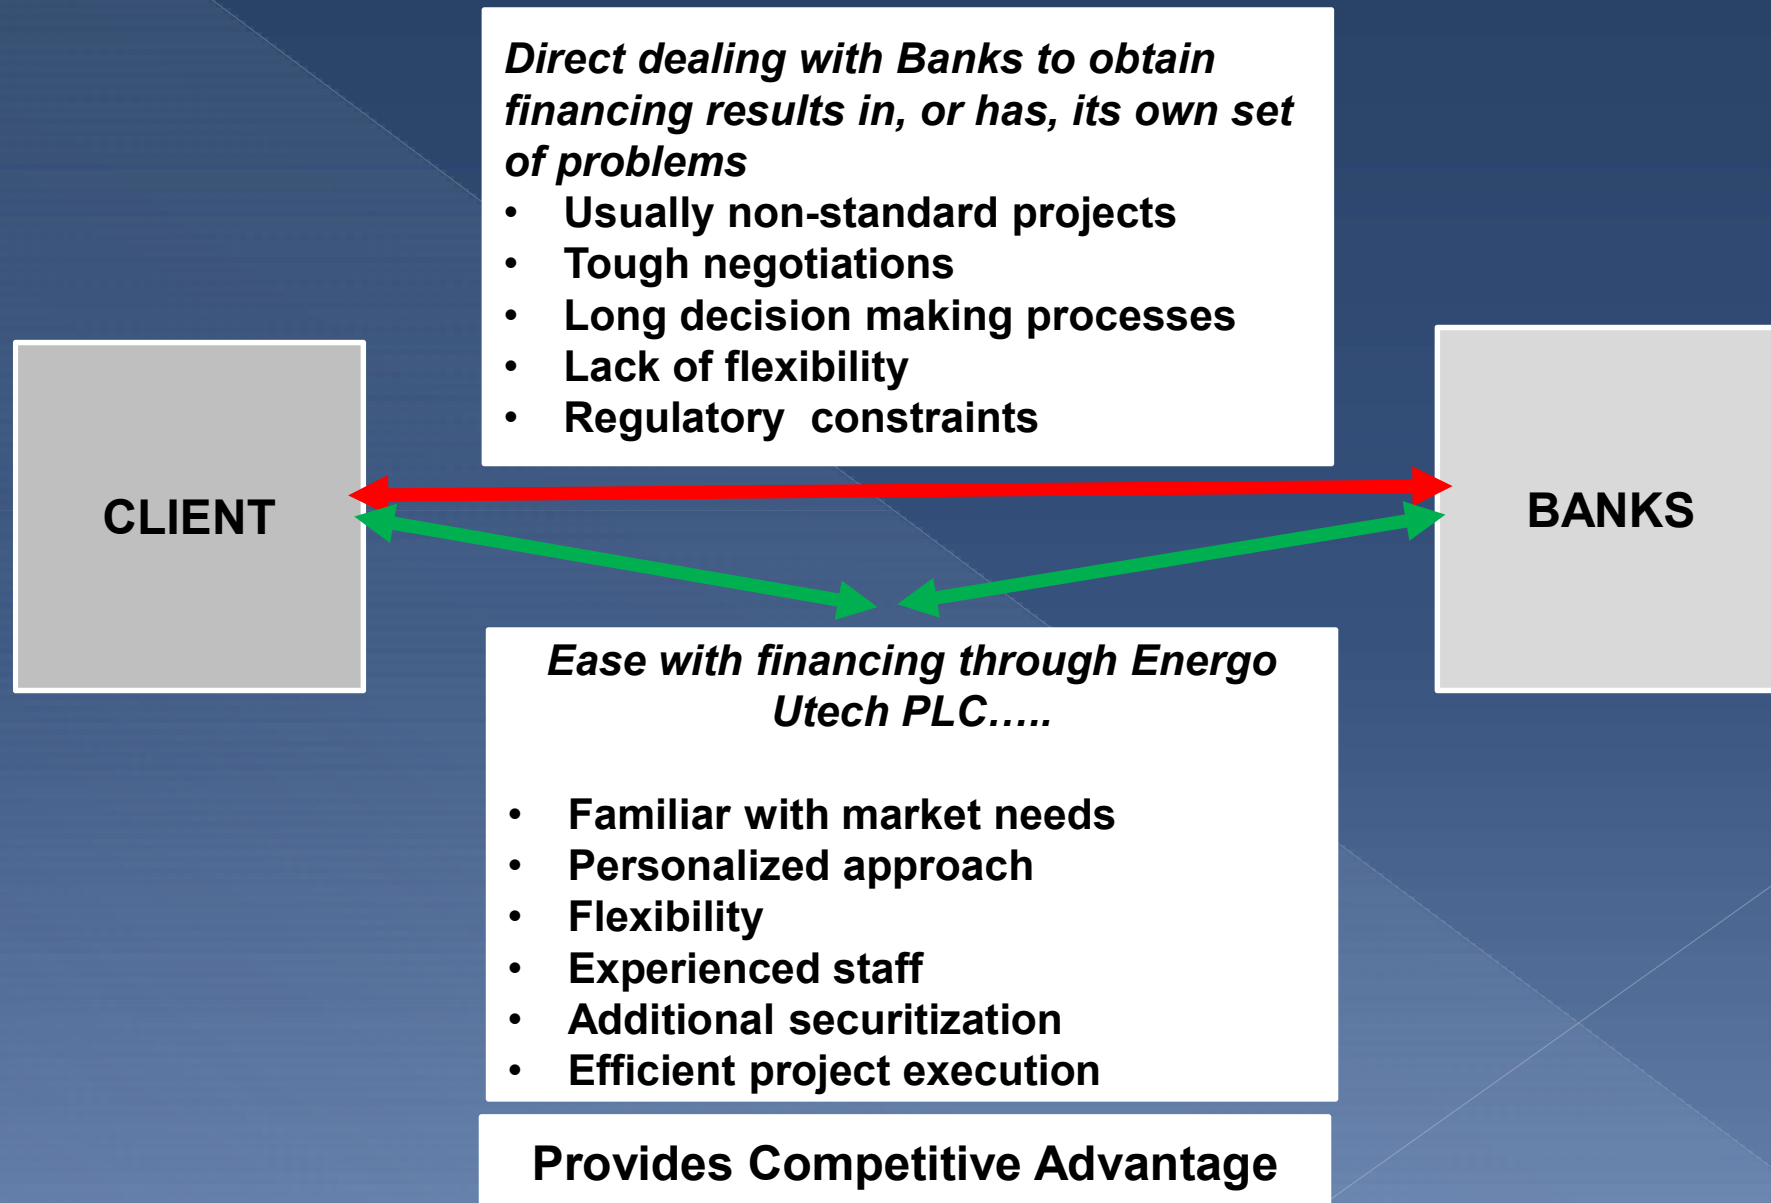 Direct dealing with Banks to obtain
financing results in, or has, its own set
of problems
• Usually non-standard projects
• Tough negotiations
• Long decision making processes
• Lack of flexibility
• Regulatory  constraints
CLIENT
BANKS
Ease with financing through Energo
Utech PLC…..
• Familiar with market needs
• Personalized approach
• Flexibility
• Experienced staff
• Additional securitization
• Efficient project execution
Provides Competitive Advantage